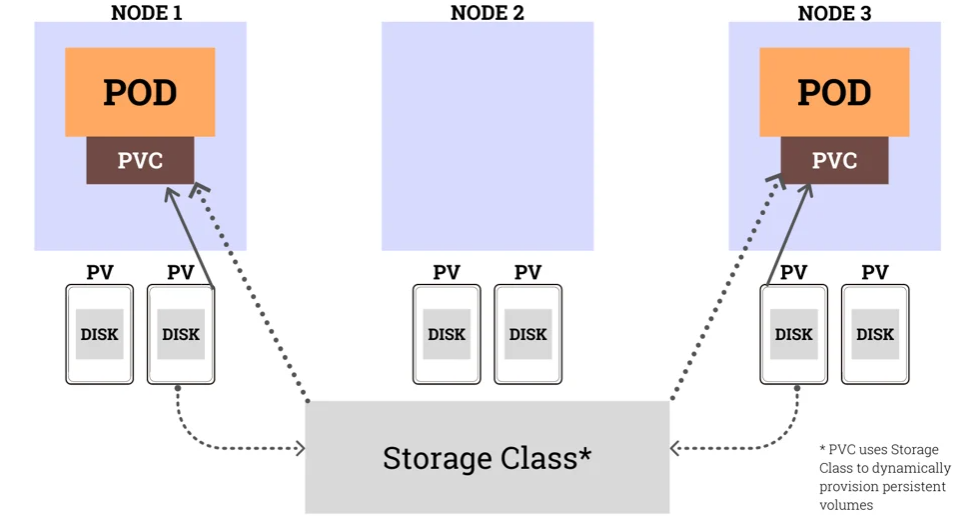 NODE 1
NODE 2
NODE 3
POD
POD
PVC
PVC
PV
PV
PV
PV
PV
PV
DISK
DISK
DISK
DISK
DISK
DISK
Storage Class*
* PVC uses Storage
Class to dynamically
provision persistent
volumes